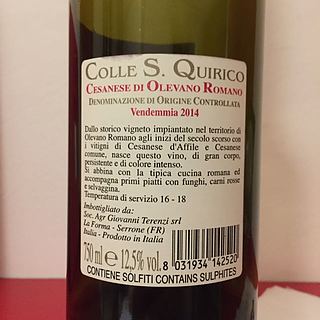 COLLE S. QUIRICO
CESANESE DI OLEVANO ROMANO
DENOMINAZIONE DI ORIGINE CONTROLLATA
Vendemmia 2014
Dallo storico vigneto impiantato nel territorio di
Olevano Romano agli inizi del secolo scorso con
i vitigni di Cesanese d'Affile e Cesanese
comune, nasce questo vino, di gran corpo,
persistente e di colore intenso.
Si abbina con la tipica cucina romana ed
accompagna primi piatti con funghi, carni rosse
e selvaggina.
Temperatura di servizio 16 - 18
Imbottigliato da:
Soc. Agr Giovanni Terenzi srl
La Forma - Serrone (FR)
Italia - Prodotto in Italia
750 ml e 12,5% vol.
8 031934 142520
CONTIENE SOLFITI CONTAINS SULPHITES